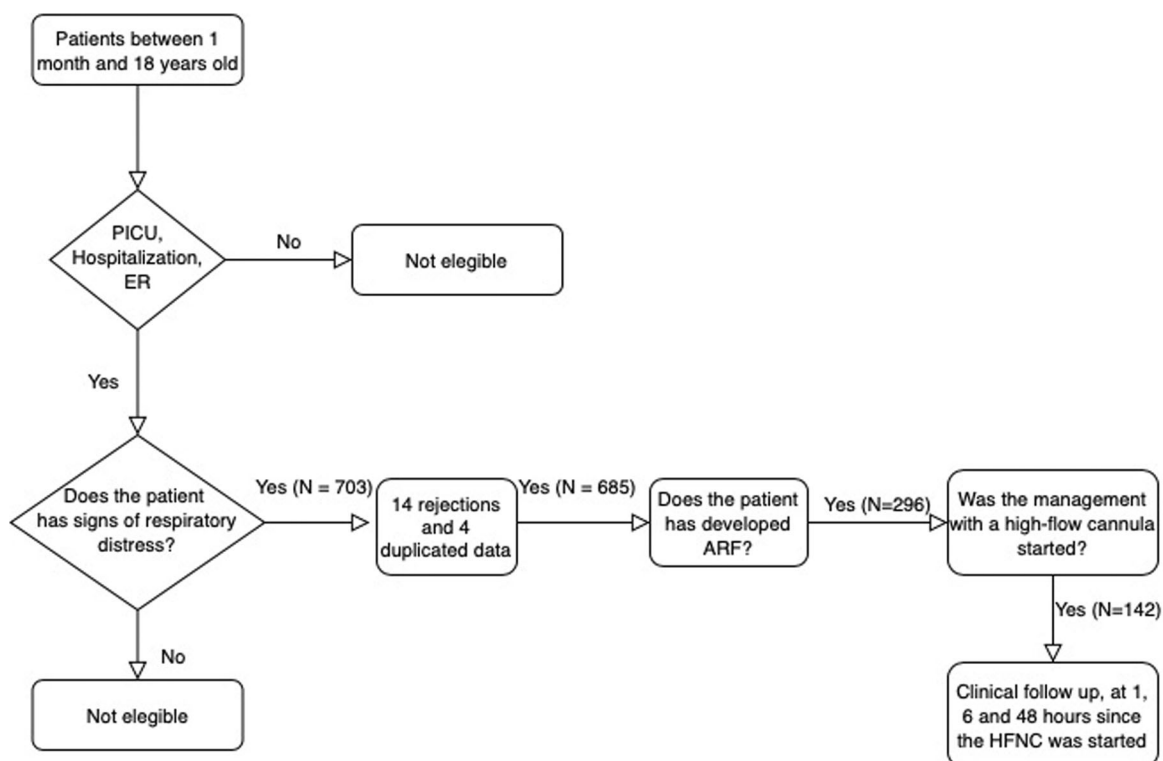 Patients between 1
month and 18 years old
PICU,
Hospitalization,
ER
No
Not elegible
Yes
Does the patient
has signs of respiratory
distress?
Yes (N = 703)
14 rejections
and 4
duplicated data
Yes (N = 685)
Does the patient
has developed
ARF?
Yes (N=296)
Was the management
with a high-flow cannula
started?
Yes (N=142)
Clinical follow up, at 1,
6 and 48 hours since
the HFNC was started
No
Not elegible